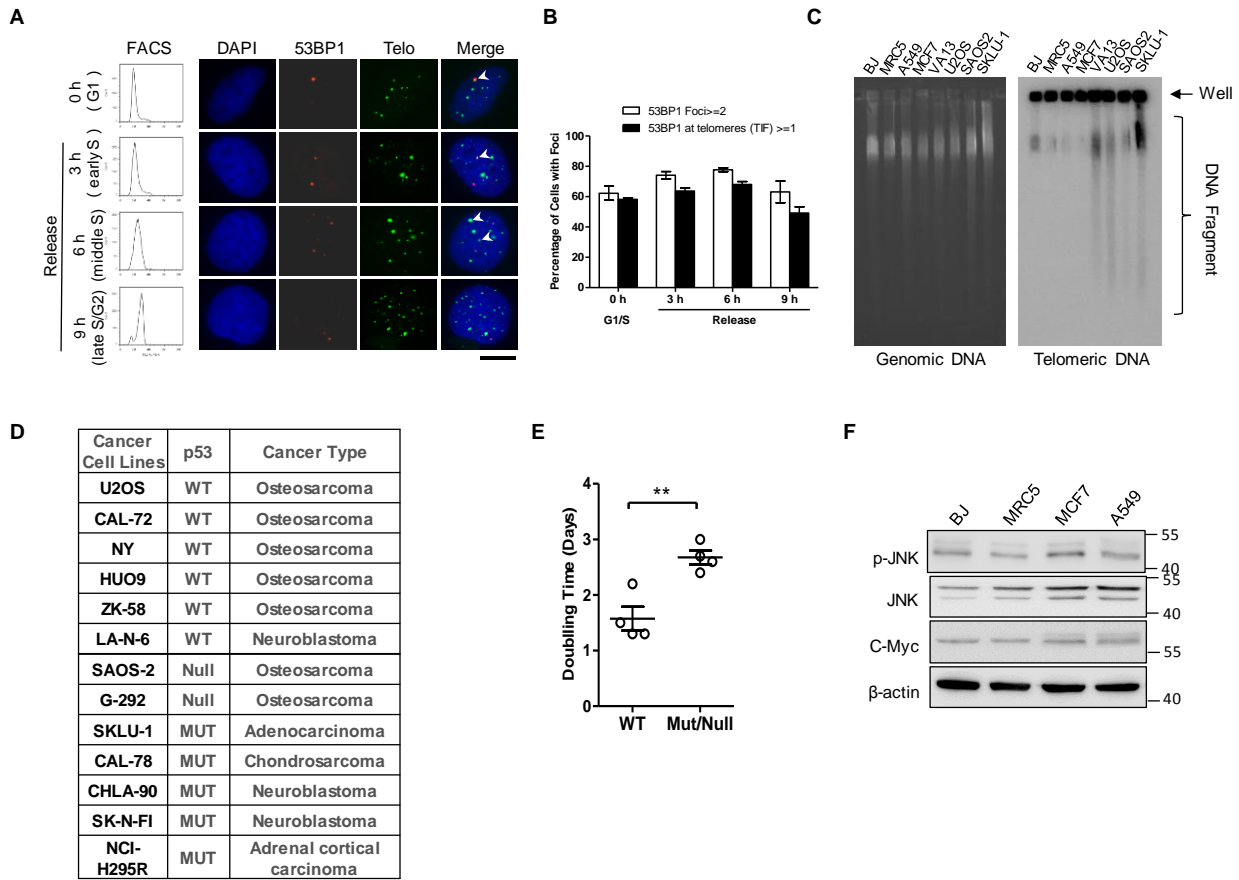 A
FACS DAPI 53BP1 Telo Merge
0 h
( G1)
3 h
( early S)
6 h
(middle S)
9 h
(late S/G2)
Release
B
53BP1 Foci>=2
53BP1 at telomeres (TIF) >=1
Percentage of Cells with Foci
100
80
60
40
20
0
0 h 3 h 6 h 9 h
G1/S Release
C
BJ MRC5 A549 MCF7 VA13 U2OS SAOS2 SKLU-1
BJ MRC5 A549 MCF7 VA13 U2OS SAOS2 SKLU-1
Well
DNA Fragment
Genomic DNA Telomeric DNA
D
Cancer Cell Lines p53 Cancer Type
U2OS WT Osteosarcoma
CAL-72 WT Osteosarcoma
NY WT Osteosarcoma
HUO9 WT Osteosarcoma
ZK-58 WT Osteosarcoma
LA-N-6 WT Neuroblastoma
SAOS-2 Null Osteosarcoma
G-292 Null Osteosarcoma
SKLU-1 MUT Adenocarcinoma
CAL-78 MUT Chondrosarcoma
CHLA-90 MUT Neuroblastoma
SK-N-FI MUT Neuroblastoma
NCI-H295R MUT Adrenal cortical carcinoma
E
Doublling Time (Days)
4
3
2
1
0
**
WT Mut/Null
F
BJ MRC5 MCF7 A549
p-JNK 55
40
JNK 55
40
C-Myc 55
β-actin 40